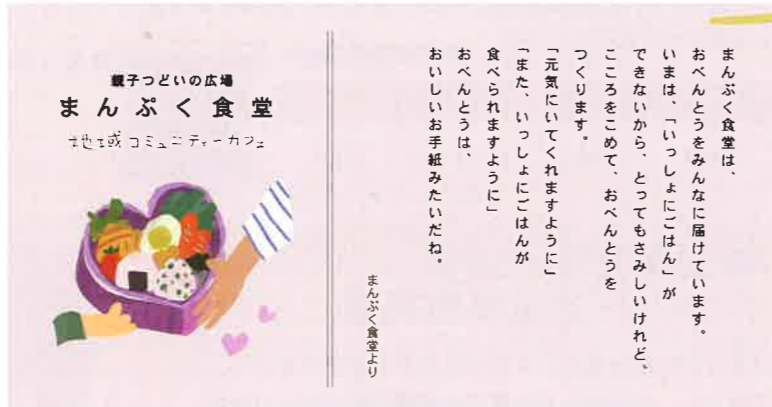 親子つどいの広場
まんぷく食堂
地域コミュニティーカフェ
まんぷく食堂は、
おべんとうをみんなに届けています。
いまは、「いっしょにごはん」が
できないから、とってもさみしいけれど、
こころをこめて、おべんとうを
つくります。
「元気にいてくれますように」
「また、いっしょにごはんが
食べられますように」
おべんとうは、
おいしいお手紙みたいだね。
まんぷく食堂より